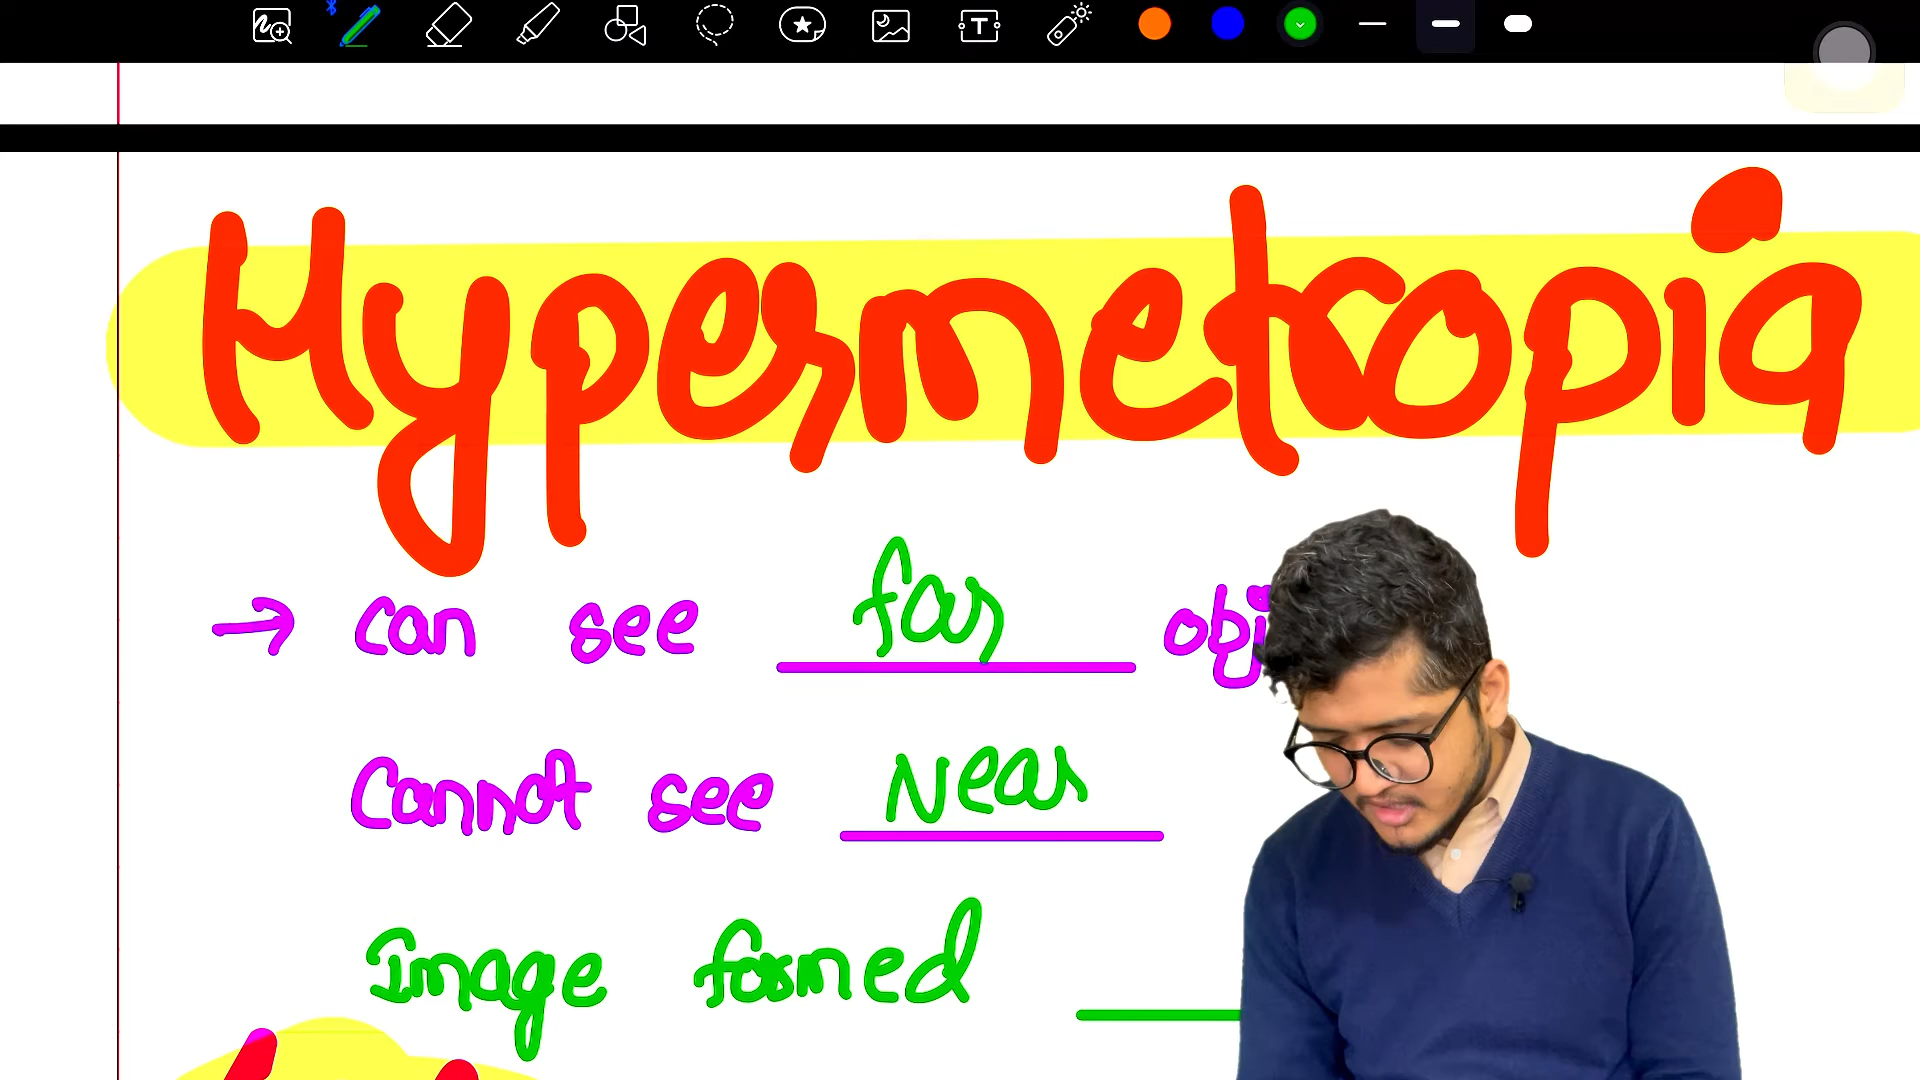 Hypermetropia
→ can see far obj
Cannot see Near
Image formed